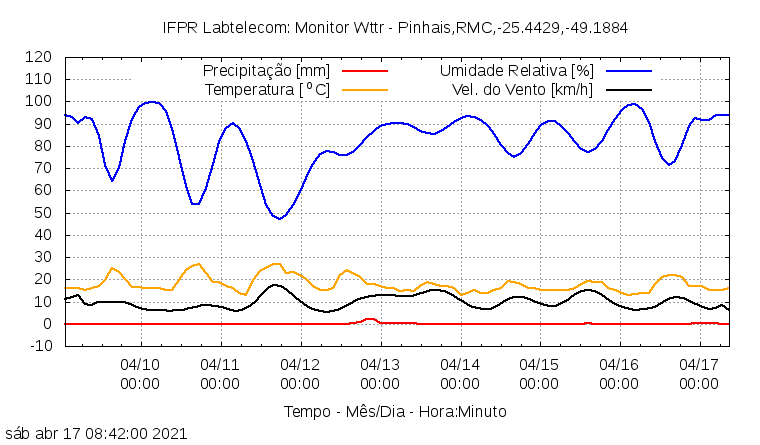 IFPR Labtelecom: Monitor Wttr - Pinhais,RMC,-25.4429,-49.1884
Precipitação [mm]
Temperatura [ ⁰C]
Umidade Relativa [%]
Vel. do Vento [km/h]
120
110
100
90
80
70
60
50
40
30
20
10
0
-10
04/10 04/11 04/12 04/13 04/14 04/15 04/16 04/17
00:00 00:00 00:00 00:00 00:00 00:00 00:00 00:00
Tempo - Mês/Dia - Hora:Minuto
sáb abr 17 08:42:00 2021